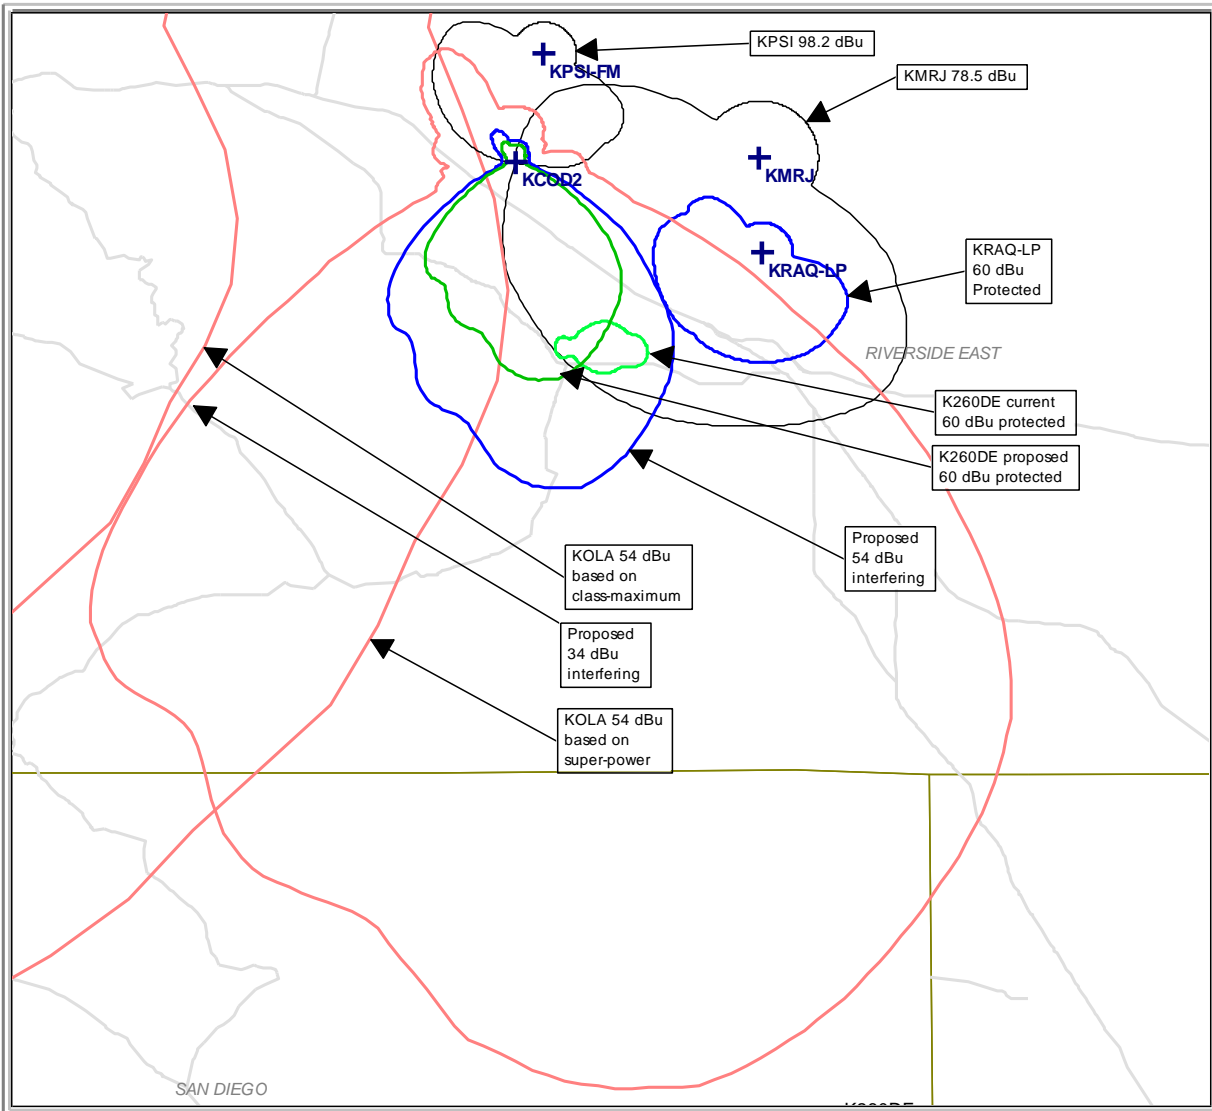 KPSI 98.2 dBu
KPSI-FM
KMRJ 78.5 dBu
KMRJ
KCOD2
KRAQ-LP
KRAQ-LP
60 dBu
Protected
RIVERSIDE EAST
K260DE current
60 dBu protected
K260DE proposed
60 dBu protected
Proposed
54 dBu
interfering
KOLA 54 dBu
based on
class-maximum
Proposed
34 dBu
interfering
KOLA 54 dBu
based on
super-power
SAN DIEGO